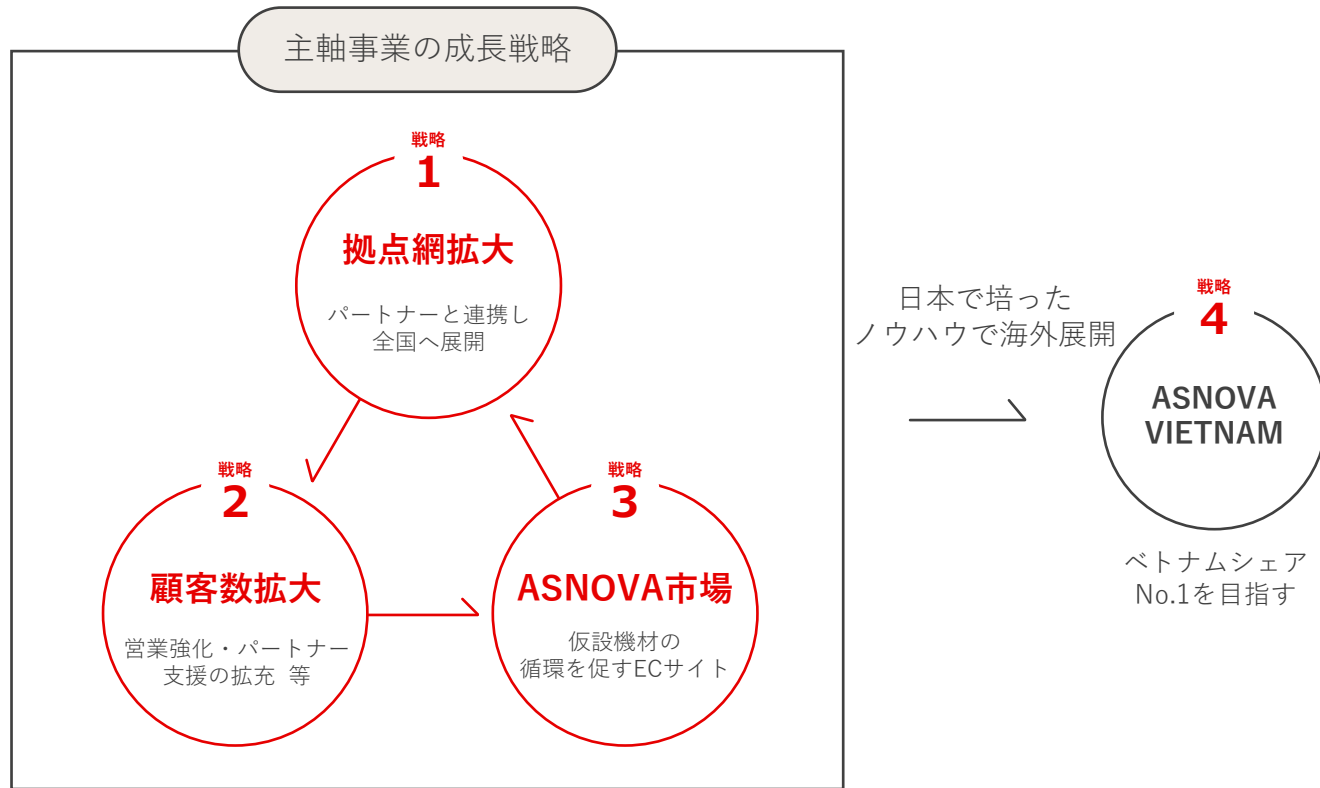 主軸事業の成長戦略
戦略
1
拠点網拡大
パートナーと連携し
全国へ展開
戦略
2
顧客数拡大
営業強化・パートナー
支援の拡充 等
戦略
3
ASNOVA市場
仮設機材の
循環を促すECサイト
日本で培った
ノウハウで海外展開
戦略
4
ASNOVA
VIETNAM
ベトナムシェア
No.1を目指す